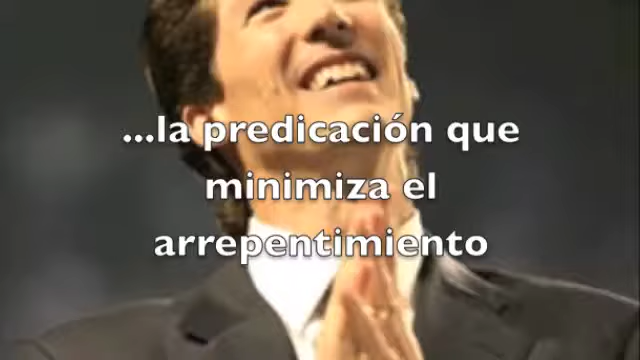 ...la predicación que
minimiza el
arrepentimiento